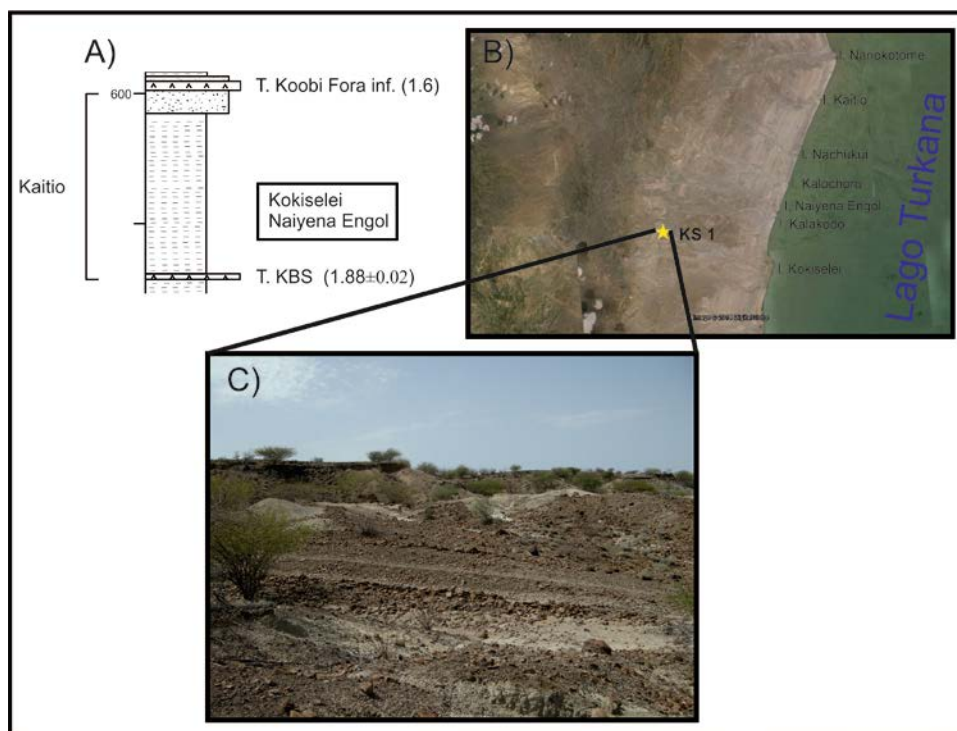 A)
T. Koobi Fora inf. (1.6)
600
Kaitio
Kokiselei
Naiyena Engol
T. KBS (1.88±0.02)
B)
l. Nanokotome
l. Kaitio
l. Nachukui
l. Kalochoro
l. Naiyena Engol
l. Kalakodo
KS 1
l. Kokiselei
Lago Turkana
C)